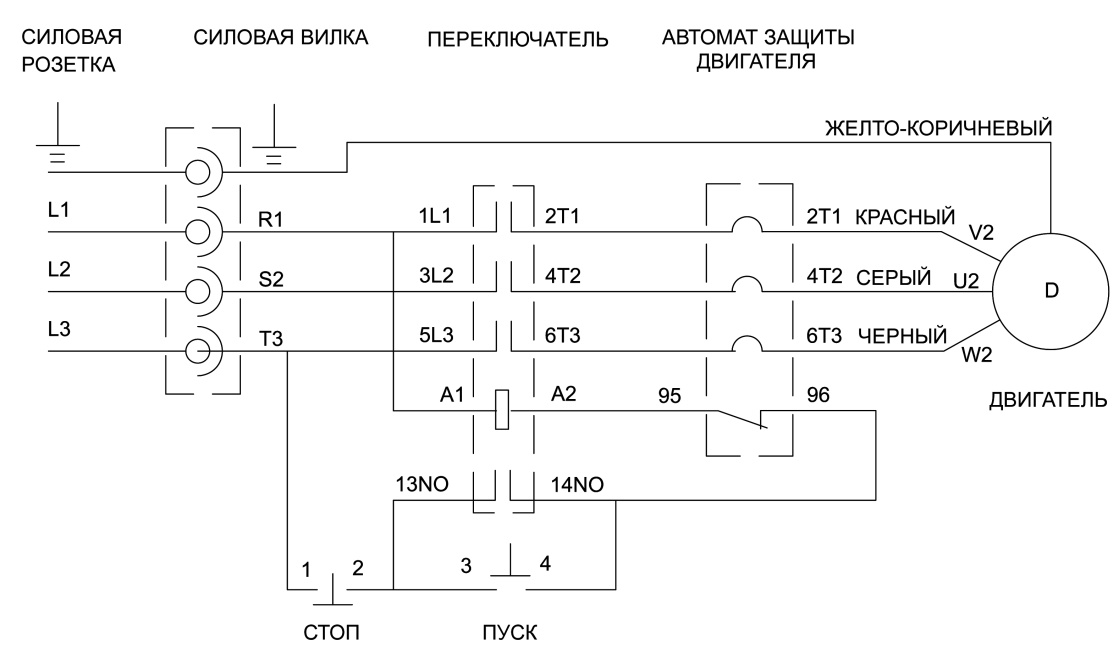 СИЛОВАЯ РОЗЕТКА
СИЛОВАЯ ВИЛКА
ПЕРЕКЛЮЧАТЕЛЬ
АВТОМАТ ЗАЩИТЫ
ДВИГАТЕЛЯ
ЖЕЛТО-КОРИЧНЕВЫЙ
L1
R1
1L1
2T1
2T1
КРАСНЫЙ
V2
L2
S2
3L2
4T2
4T2
СЕРЫЙ
U2
D
L3
T3
5L3
6T3
6T3
ЧЕРНЫЙ
W2
ДВИГАТЕЛЬ
A1
A2
95
96
13NO
14NO
1
2
3
4
СТОП
ПУСК